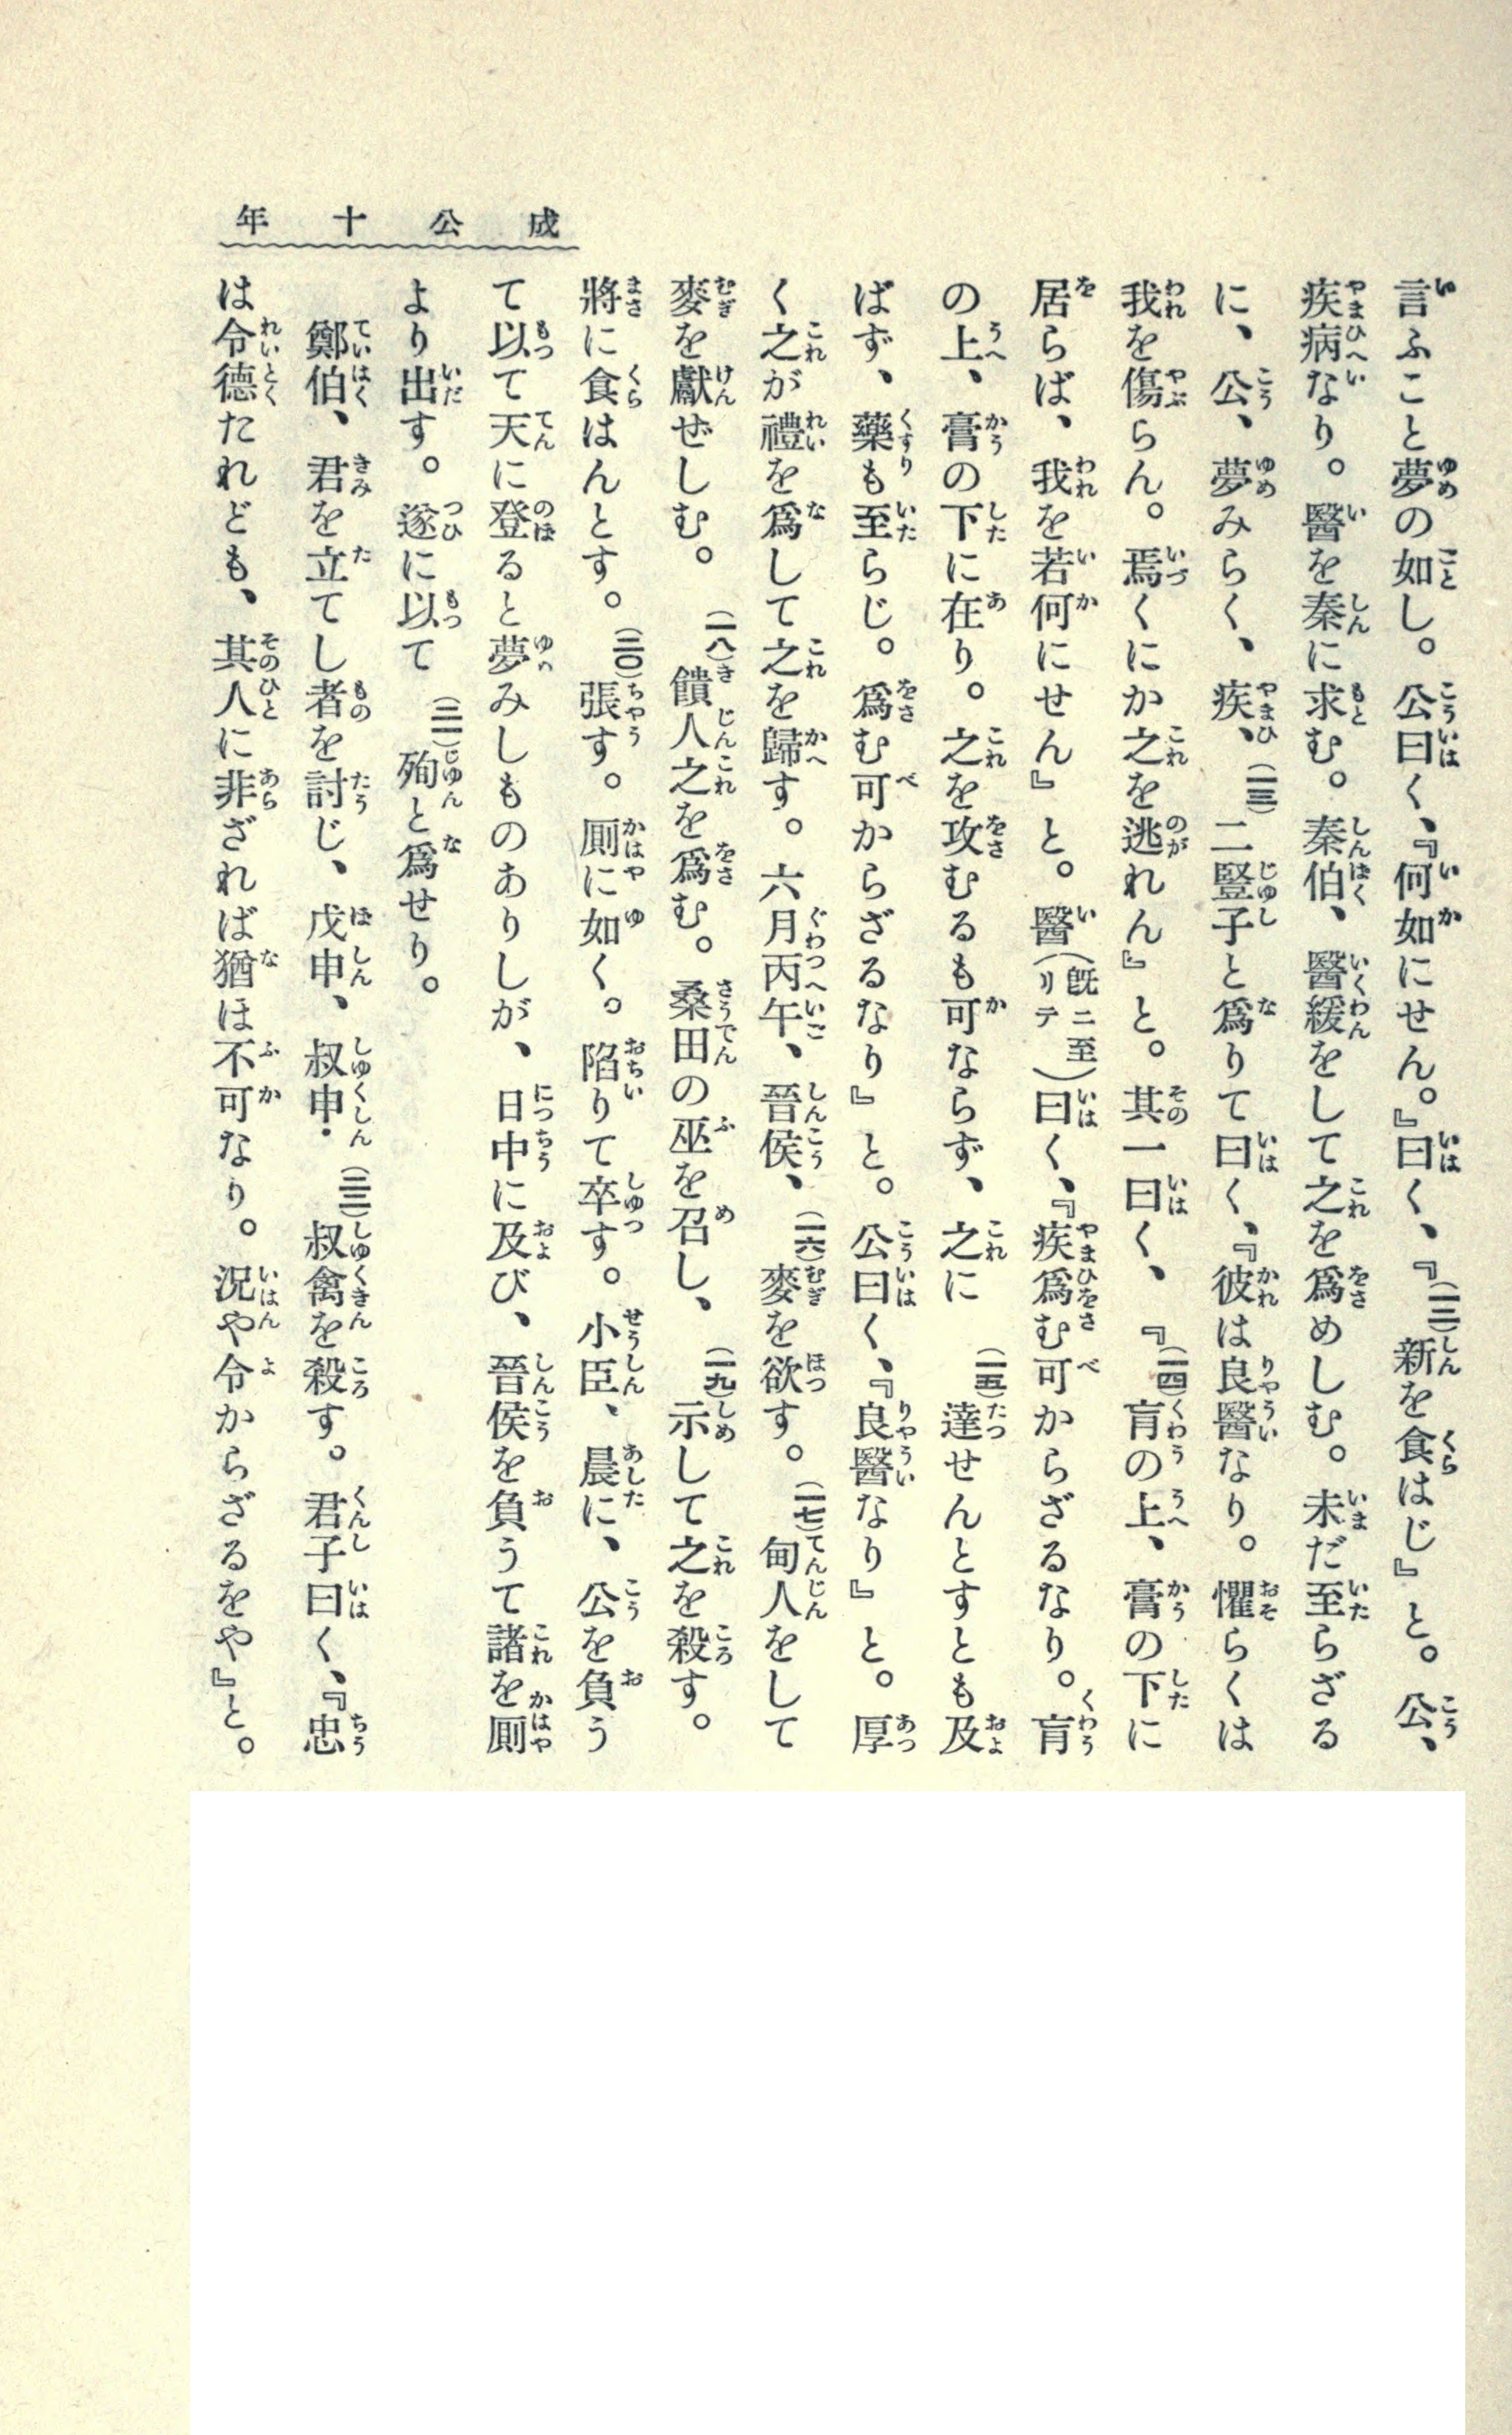 成公十年
言ふこと夢の如し。公曰く、『何如にせん。』曰く、『(一二)新を食はじ』と。公、
疾病なり。醫を秦に求む。秦伯、醫緩をして之を爲めしむ。未だ至らざる
に、公、夢みらく、疾、(一三)二豎子と爲りて曰く、『彼は良醫なり。懼らくは
我を傷らん。焉くにか之を逃れん』と。其一曰く、『(一四)肓の上、膏の下に
居らば、我を若何にせん』と。醫(既ニ至リテ)曰く、『疾爲む可からざるなり。肓
の上、膏の下に在り。之を攻むるも可ならず、之に(一五)達せんとすとも及
ばず、藥も至らじ。爲む可からざるなり』と。公曰く、『良醫なり』と。厚
く之が禮を爲して之を歸す。六月丙午、晉侯、(一六)麥を欲す。(一七)甸人をして
麥を獻ぜしむ。(一八)饋人之を爲む。桑田の巫を召し、(一九)示して之を殺す。
將に食はんとす。(二〇)張す。厠に如く。陷りて卒す。小臣、晨に、公を負う
て以て天に登ると夢みしものありしが、日中に及び、晉侯を負うて諸を厠
より出す。遂に以て(二一)殉と爲せり。
鄭伯、君を立てし者を討じ、戊申、叔申・(二二)叔禽を殺す。君子曰く、『忠
は令德たれども、其人に非ざれば猶ほ不可なり。況や令からざるをや』と。